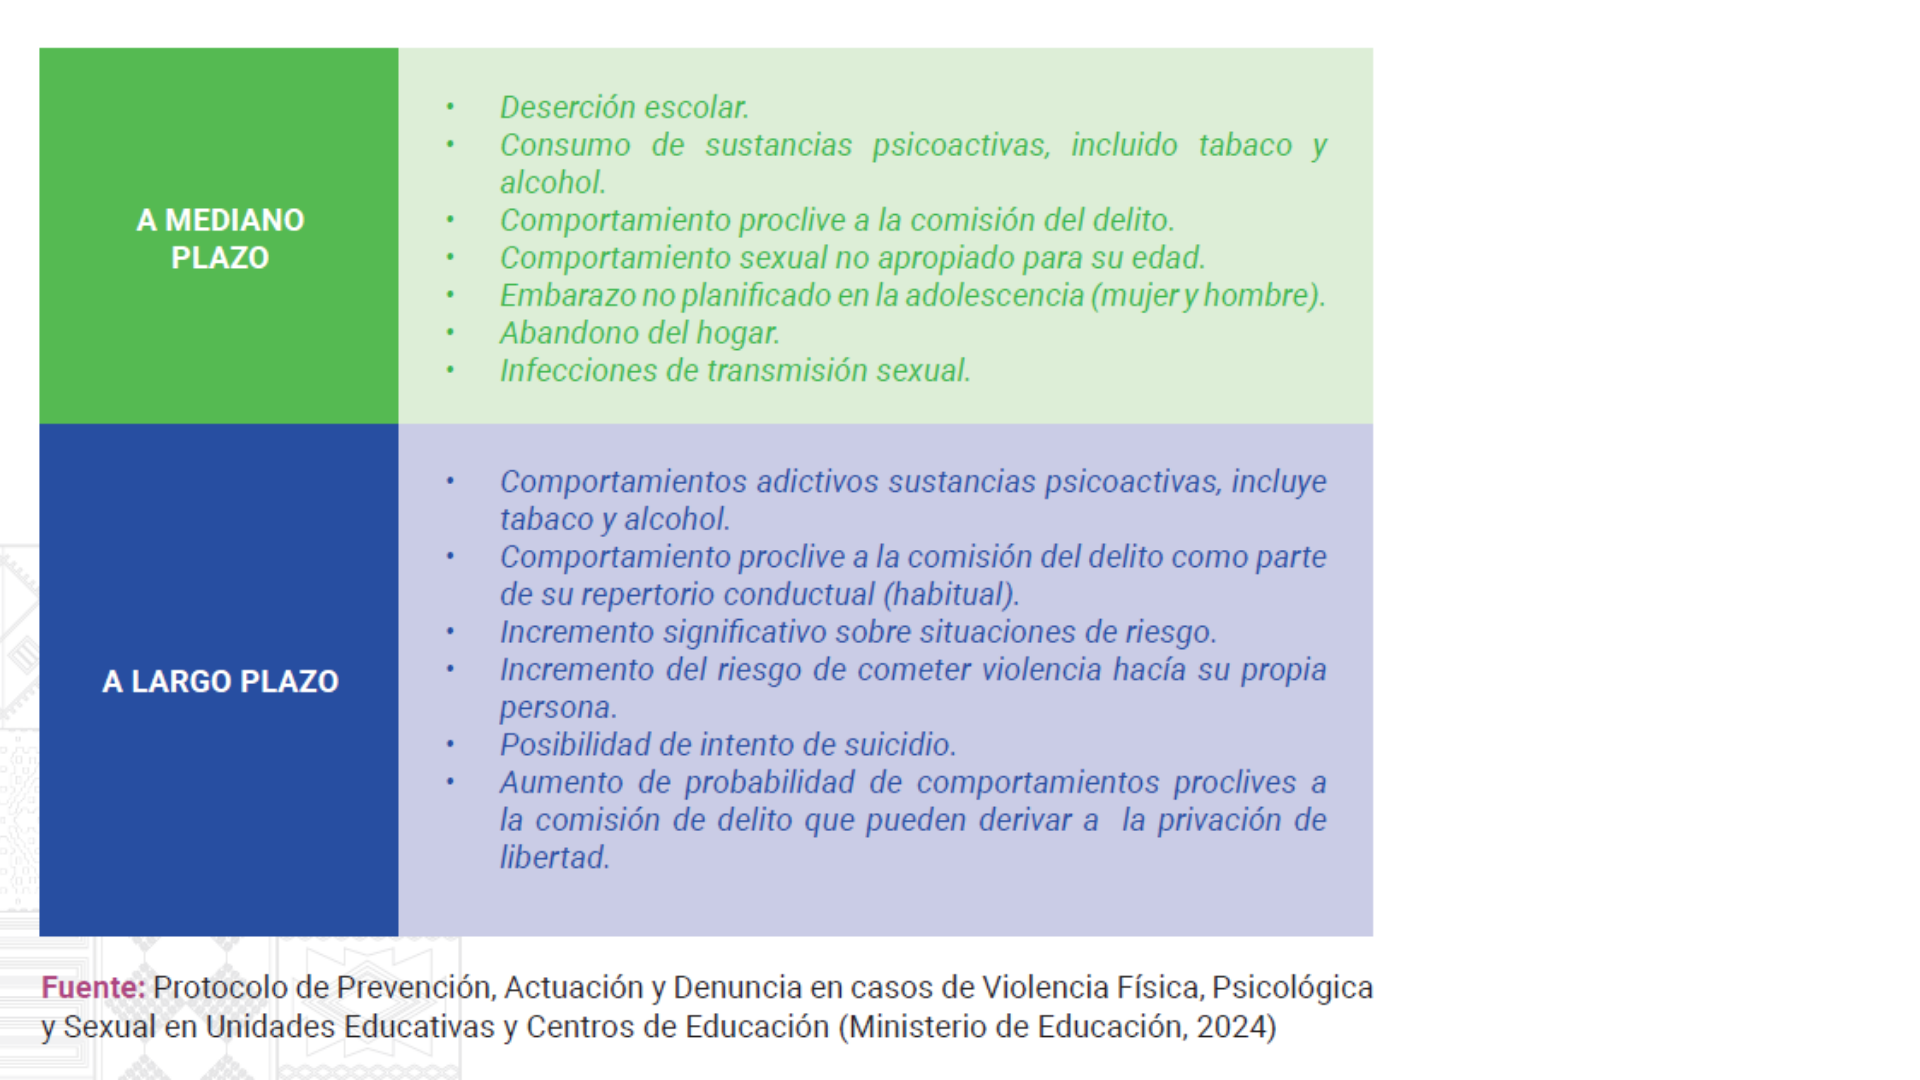 A MEDIANO
PLAZO
• Deserción escolar.
• Consumo de sustancias psicoactivas, incluido tabaco y
alcohol.
• Comportamiento proclive a la comisión del delito.
• Comportamiento sexual no apropiado para su edad.
• Embarazo no planificado en la adolescencia (mujer y hombre).
• Abandono del hogar.
• Infecciones de transmisión sexual.
A LARGO PLAZO
• Comportamientos adictivos sustancias psicoactivas, incluye
tabaco y alcohol.
• Comportamiento proclive a la comisión del delito como parte
de su repertorio conductual (habitual).
• Incremento significativo sobre situaciones de riesgo.
• Incremento del riesgo de cometer violencia hacía su propia
persona.
• Posibilidad de intento de suicidio.
• Aumento de probabilidad de comportamientos proclives a
la comisión de delito que pueden derivar a la privación de
libertad.
Fuente: Protocolo de Prevención, Actuación y Denuncia en casos de Violencia Física, Psicológica
y Sexual en Unidades Educativas y Centros de Educación (Ministerio de Educación, 2024)